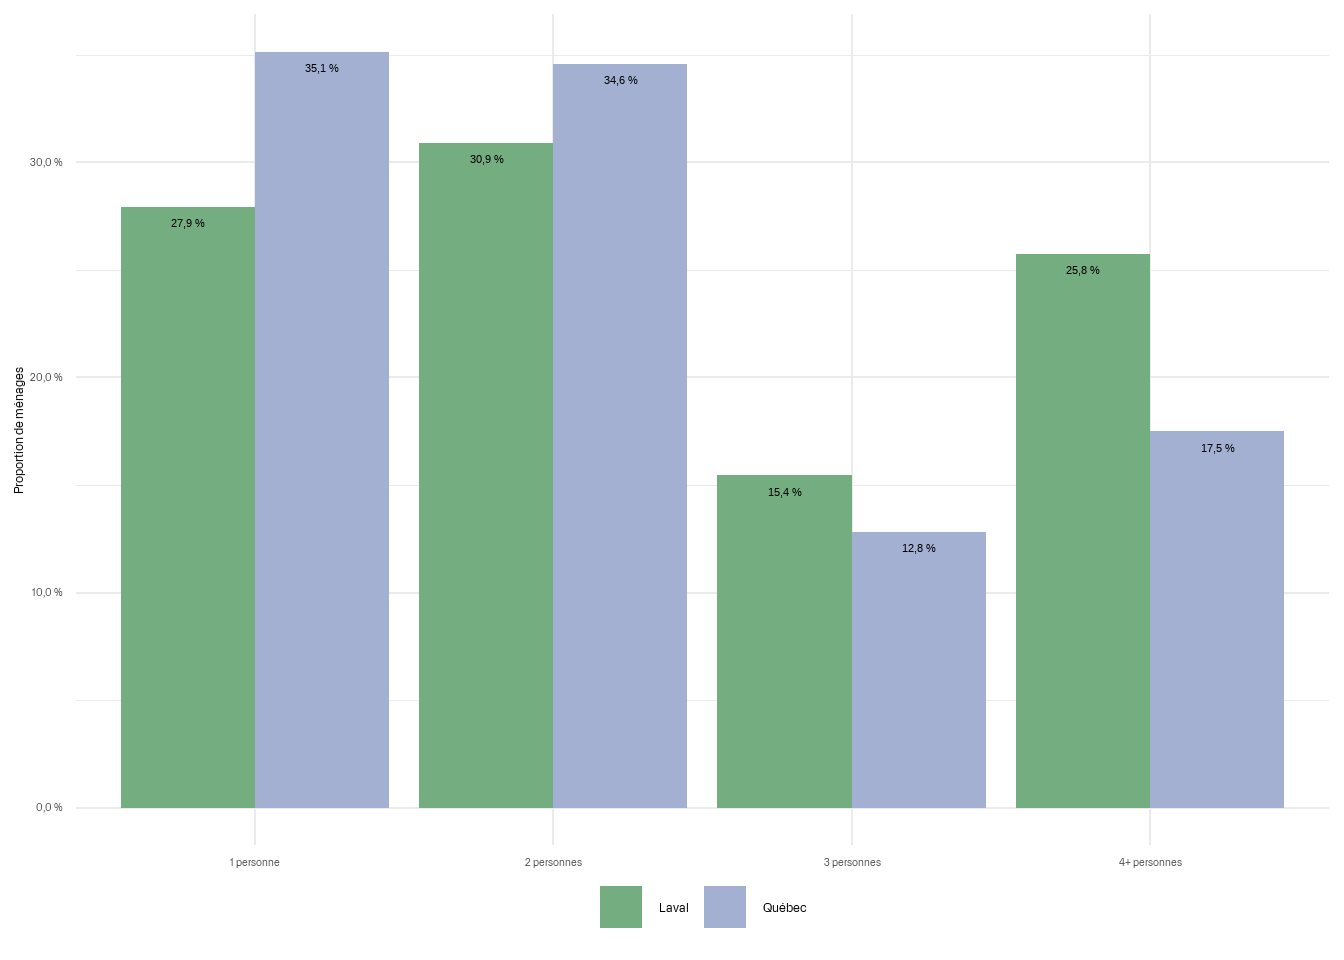 35,1 %
34,6 %
30,9 %
30,0 %
27,9 %
25,8 %
20,0 %
17,5 %
15,4 %
12,8 %
10,0 %
0,0 %
Proportion de ménages
1 personne
2 personnes
3 personnes
4+ personnes
Laval
Québec